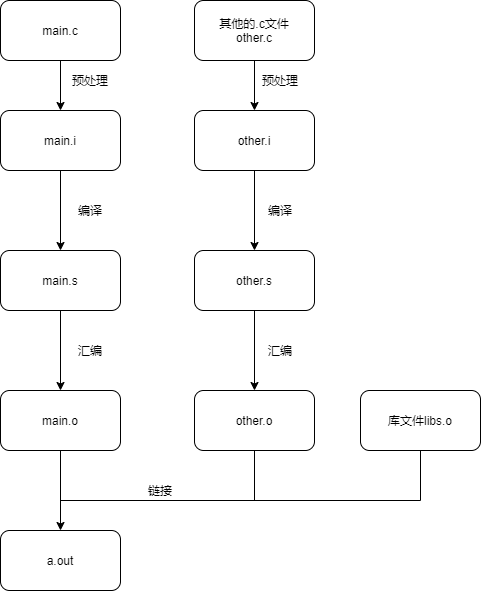 main.c
其他的.c文件
other.c
预处理
预处理
main.i
other.i
编译
编译
main.s
other.s
汇编
汇编
main.o
other.o
库文件libs.o
链接
a.out